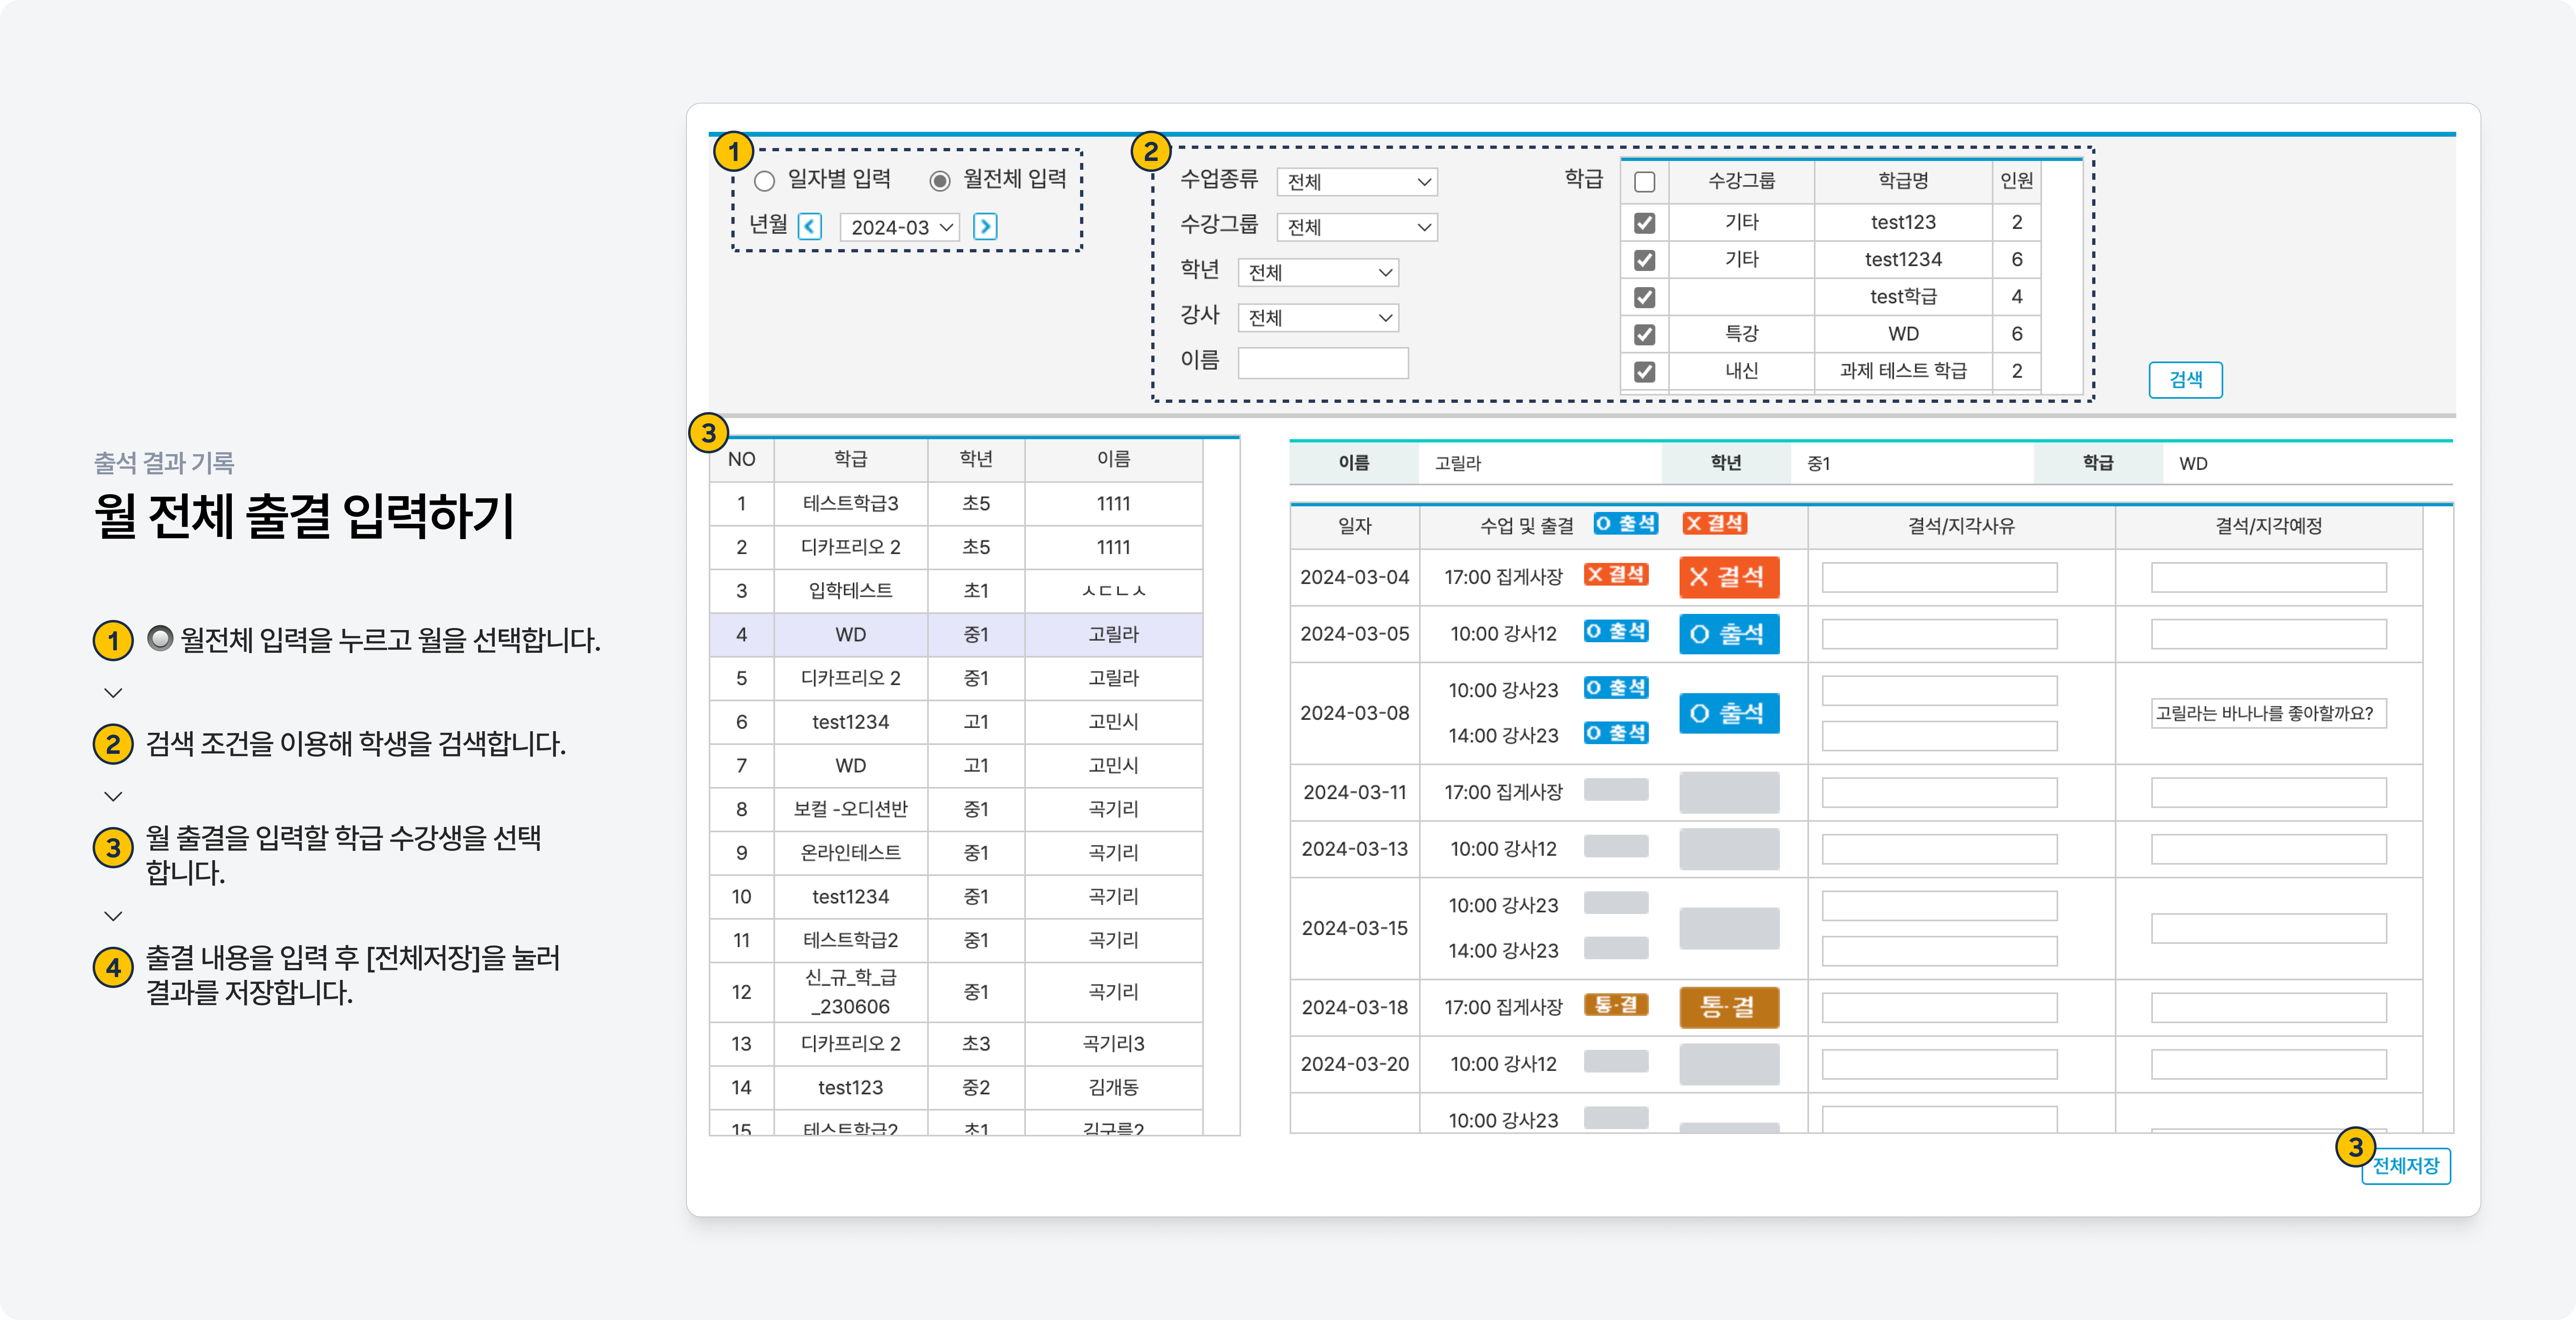 출석 결과 기록
월 전체 출결 입력하기
1 월전체 입력을 누르고 월을 선택합니다.
2 검색 조건을 이용해 학생을 검색합니다.
3 월 출결을 입력할 학급 수강생을 선택
합니다.
4 출결 내용을 입력 후 [전체저장]을 눌러
결과를 저장합니다.
1
일자별 입력 월전체 입력
년월 2024-03
2
수업종류 전체
수강그룹 전체
학년 전체
강사 전체
이름
학급
수강그룹 학급명 인원
기타 test123 2
기타 test1234 6
test학급 4
특강 WD 6
내신 과제 테스트 학급 2
검색
3
NO 학급 학년 이름
1 테스트학급3 초5 1111
2 디카프리오 2 초5 1111
3 입학테스트 초1 ㅅㄷㄴㅅ
4 WD 중1 고릴라
5 디카프리오 2 중1 고릴라
6 test1234 고1 고민시
7 WD 고1 고민시
8 보컬 -오디션반 중1 곡기리
9 온라인테스트 중1 곡기리
10 test1234 중1 곡기리
11 테스트학급2 중1 곡기리
12 신_규_학_급
_230606 중1 곡기리
13 디카프리오 2 초3 곡기리3
14 test123 중2 김개동
15 테스트학급2 초1 김구름2
이름 고릴라 학년 중1 학급 WD
일자 수업 및 출결 O 출석 X 결석 결석/지각사유 결석/지각예정
2024-03-04 17:00 집게사장 X 결석 X 결석
2024-03-05 10:00 강사12 O 출석 O 출석
2024-03-08 10:00 강사23 O 출석 O 출석 고릴라는 바나나를 좋아할까요?
14:00 강사23 O 출석
2024-03-11 17:00 집게사장
2024-03-13 10:00 강사12
2024-03-15 10:00 강사23
14:00 강사23
2024-03-18 17:00 집게사장 통·결 통·결
2024-03-20 10:00 강사12
10:00 강사23
3
전체저장